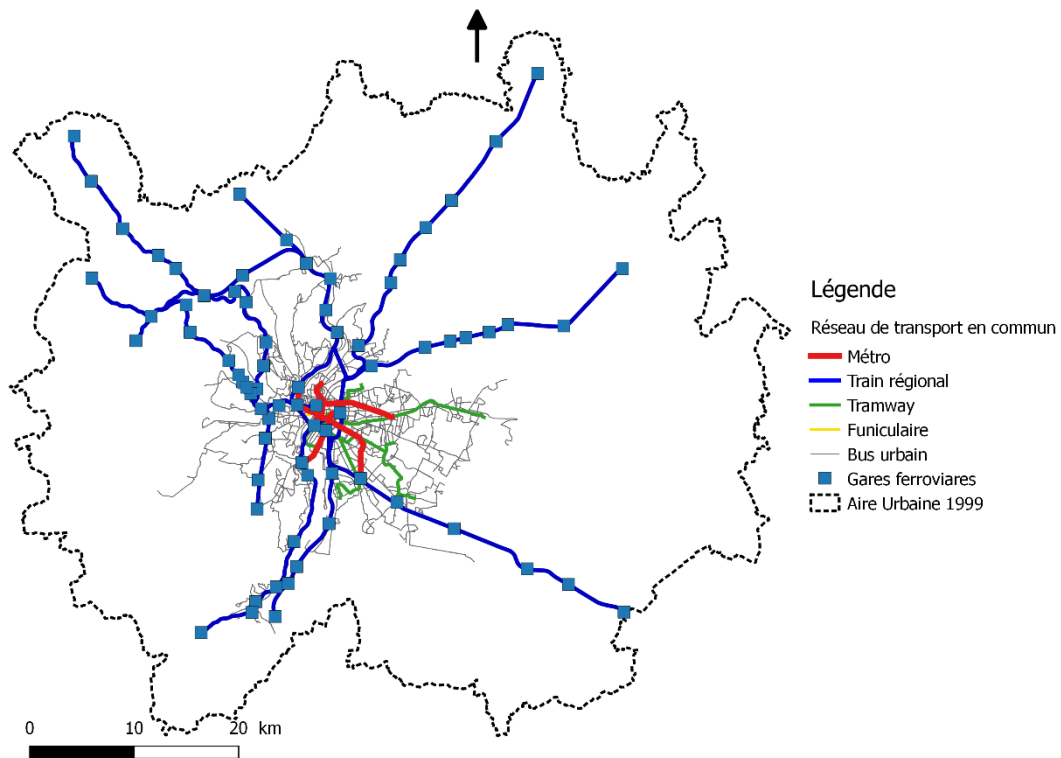 Légende
Réseau de transport en commun
Métro
Train régional
Tramway
Funiculaire
Bus urbain
Gares ferroviares
Aire Urbaine 1999
0 10 20 km